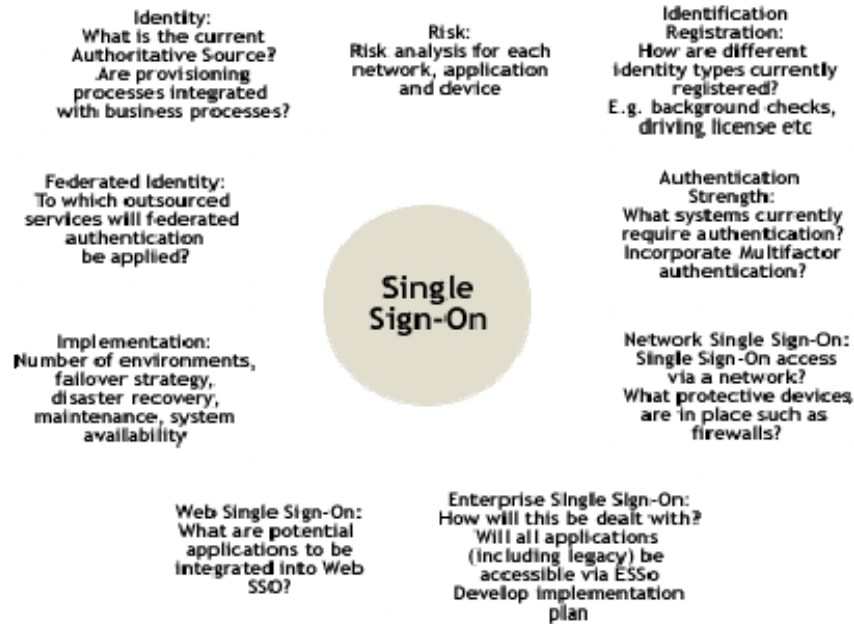 Identity:
What is the current
Authoritative Source?
Are provisioning
processes integrated
with business processes?
Risk:
Risk analysis for each
network, application
and device
Identification
Registration:
How are different
identity types currently
registered?
E.g. background checks,
driving license etc
Federated Identity:
To which outsourced
services will federated
authentication
be applied?
Authentication
Strength:
What systems currently
require authentication?
Incorporate Multifactor
authentication?
Single
Sign-On
Implementation:
Number of environments,
failover strategy,
disaster recovery,
maintenance, system
availability
Network Single Sign-On:
Single Sign-On access
via a network?
What protective devices
are in place such as
firewalls?
Web Single Sign-On:
What are potential
applications to be
integrated into Web
SSO?
Enterprise Single Sign-On:
How will this be dealt with?
Will all applications
(including legacy) be
accessible via ESSo
Develop implementation
plan